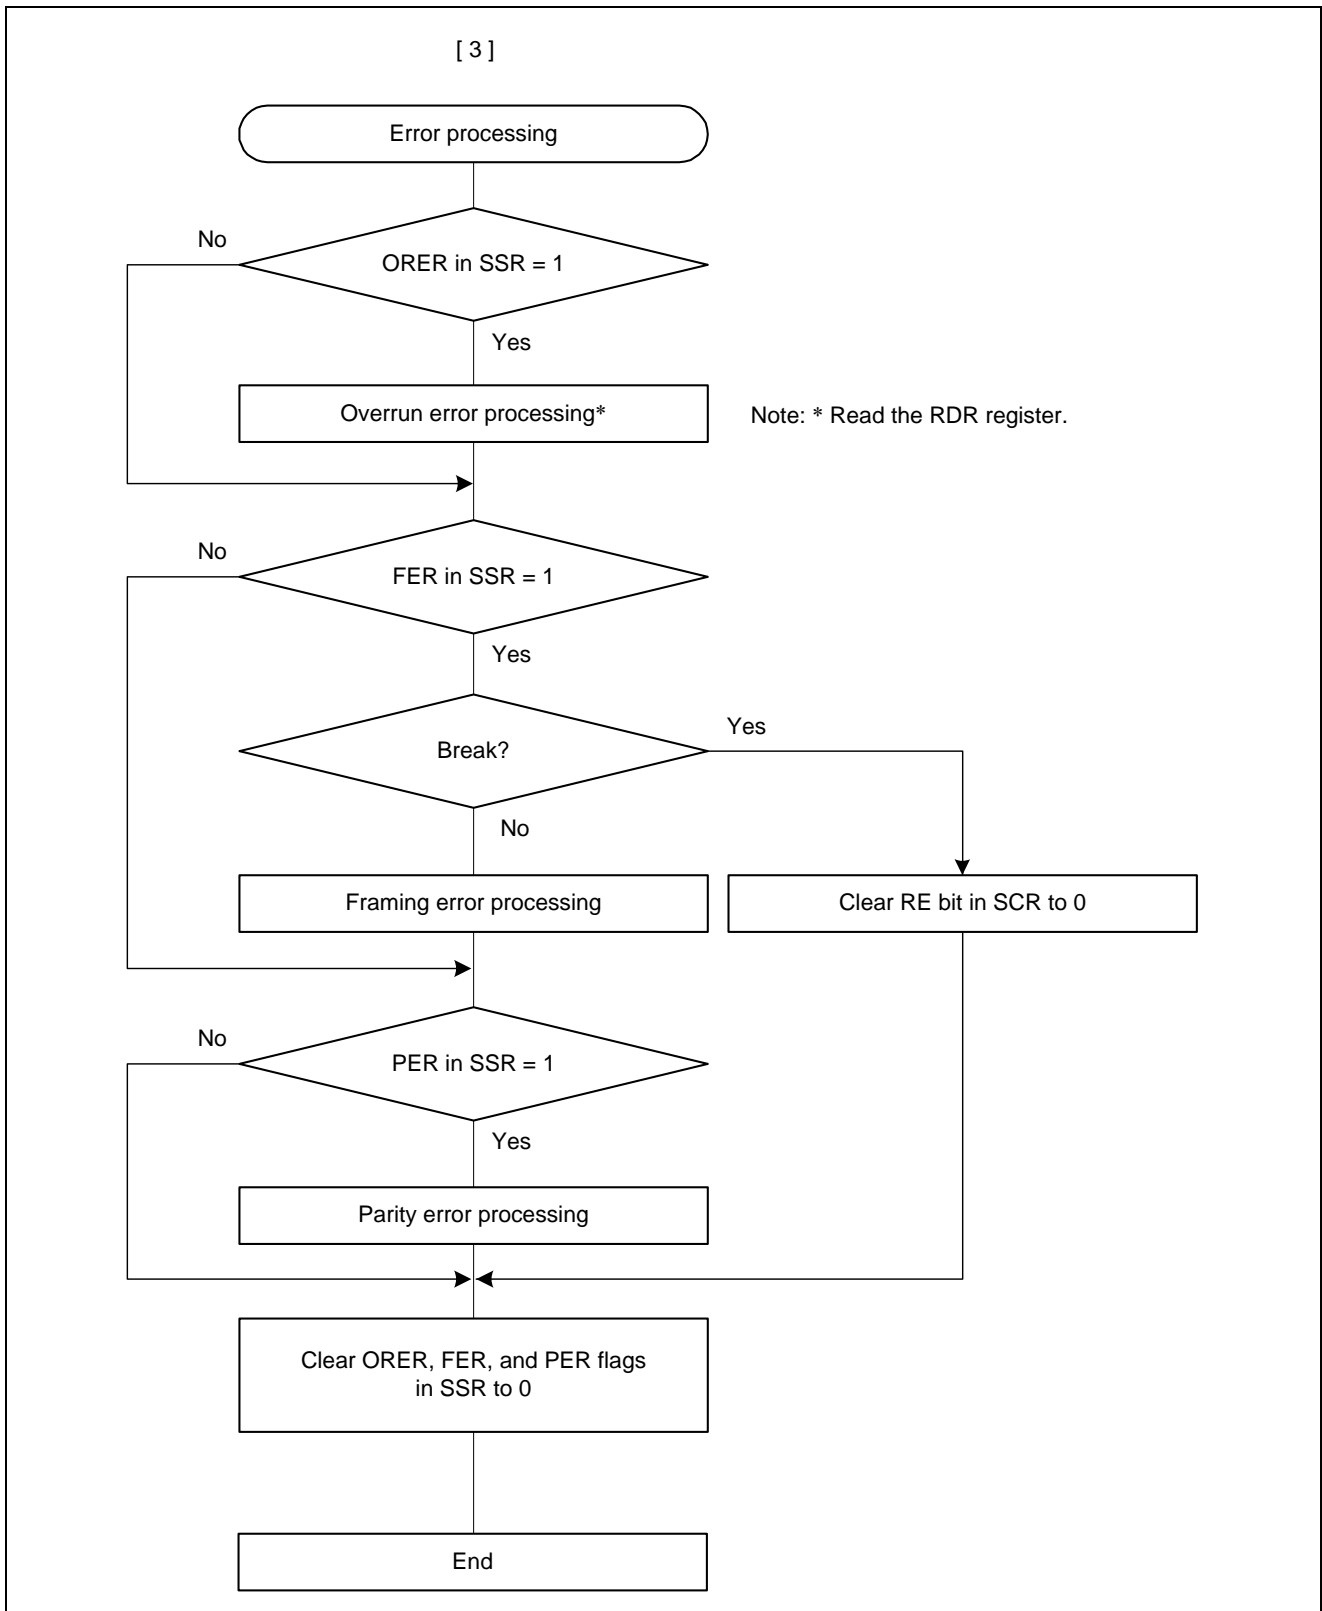 [ 3 ]
Error processing
No
ORER in SSR = 1
Yes
Overrun error processing*
Note: * Read the RDR register.
No
FER in SSR = 1
Yes
Break?
Yes
No
Framing error processing
Clear RE bit in SCR to 0
No
PER in SSR = 1
Yes
Parity error processing
Clear ORER, FER, and PER flags
in SSR to 0
End